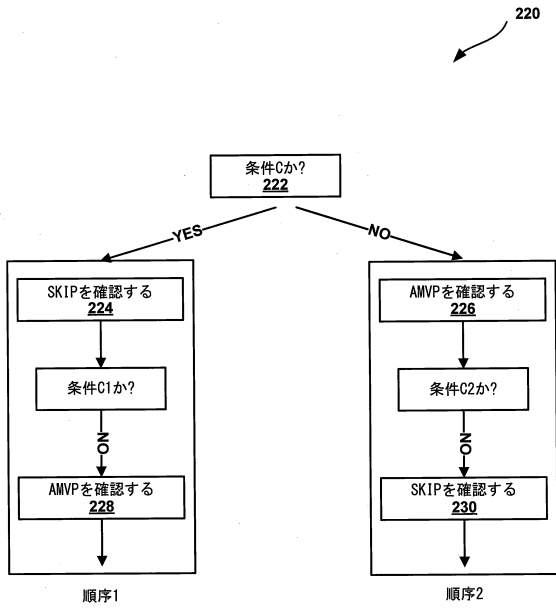 220
条件Cか?
222
YES
NO
SKIPを確認する
224
条件C1か?
NO
AMVPを確認する
228
順序1
AMVPを確認する
226
条件C2か?
NO
SKIPを確認する
230
順序2